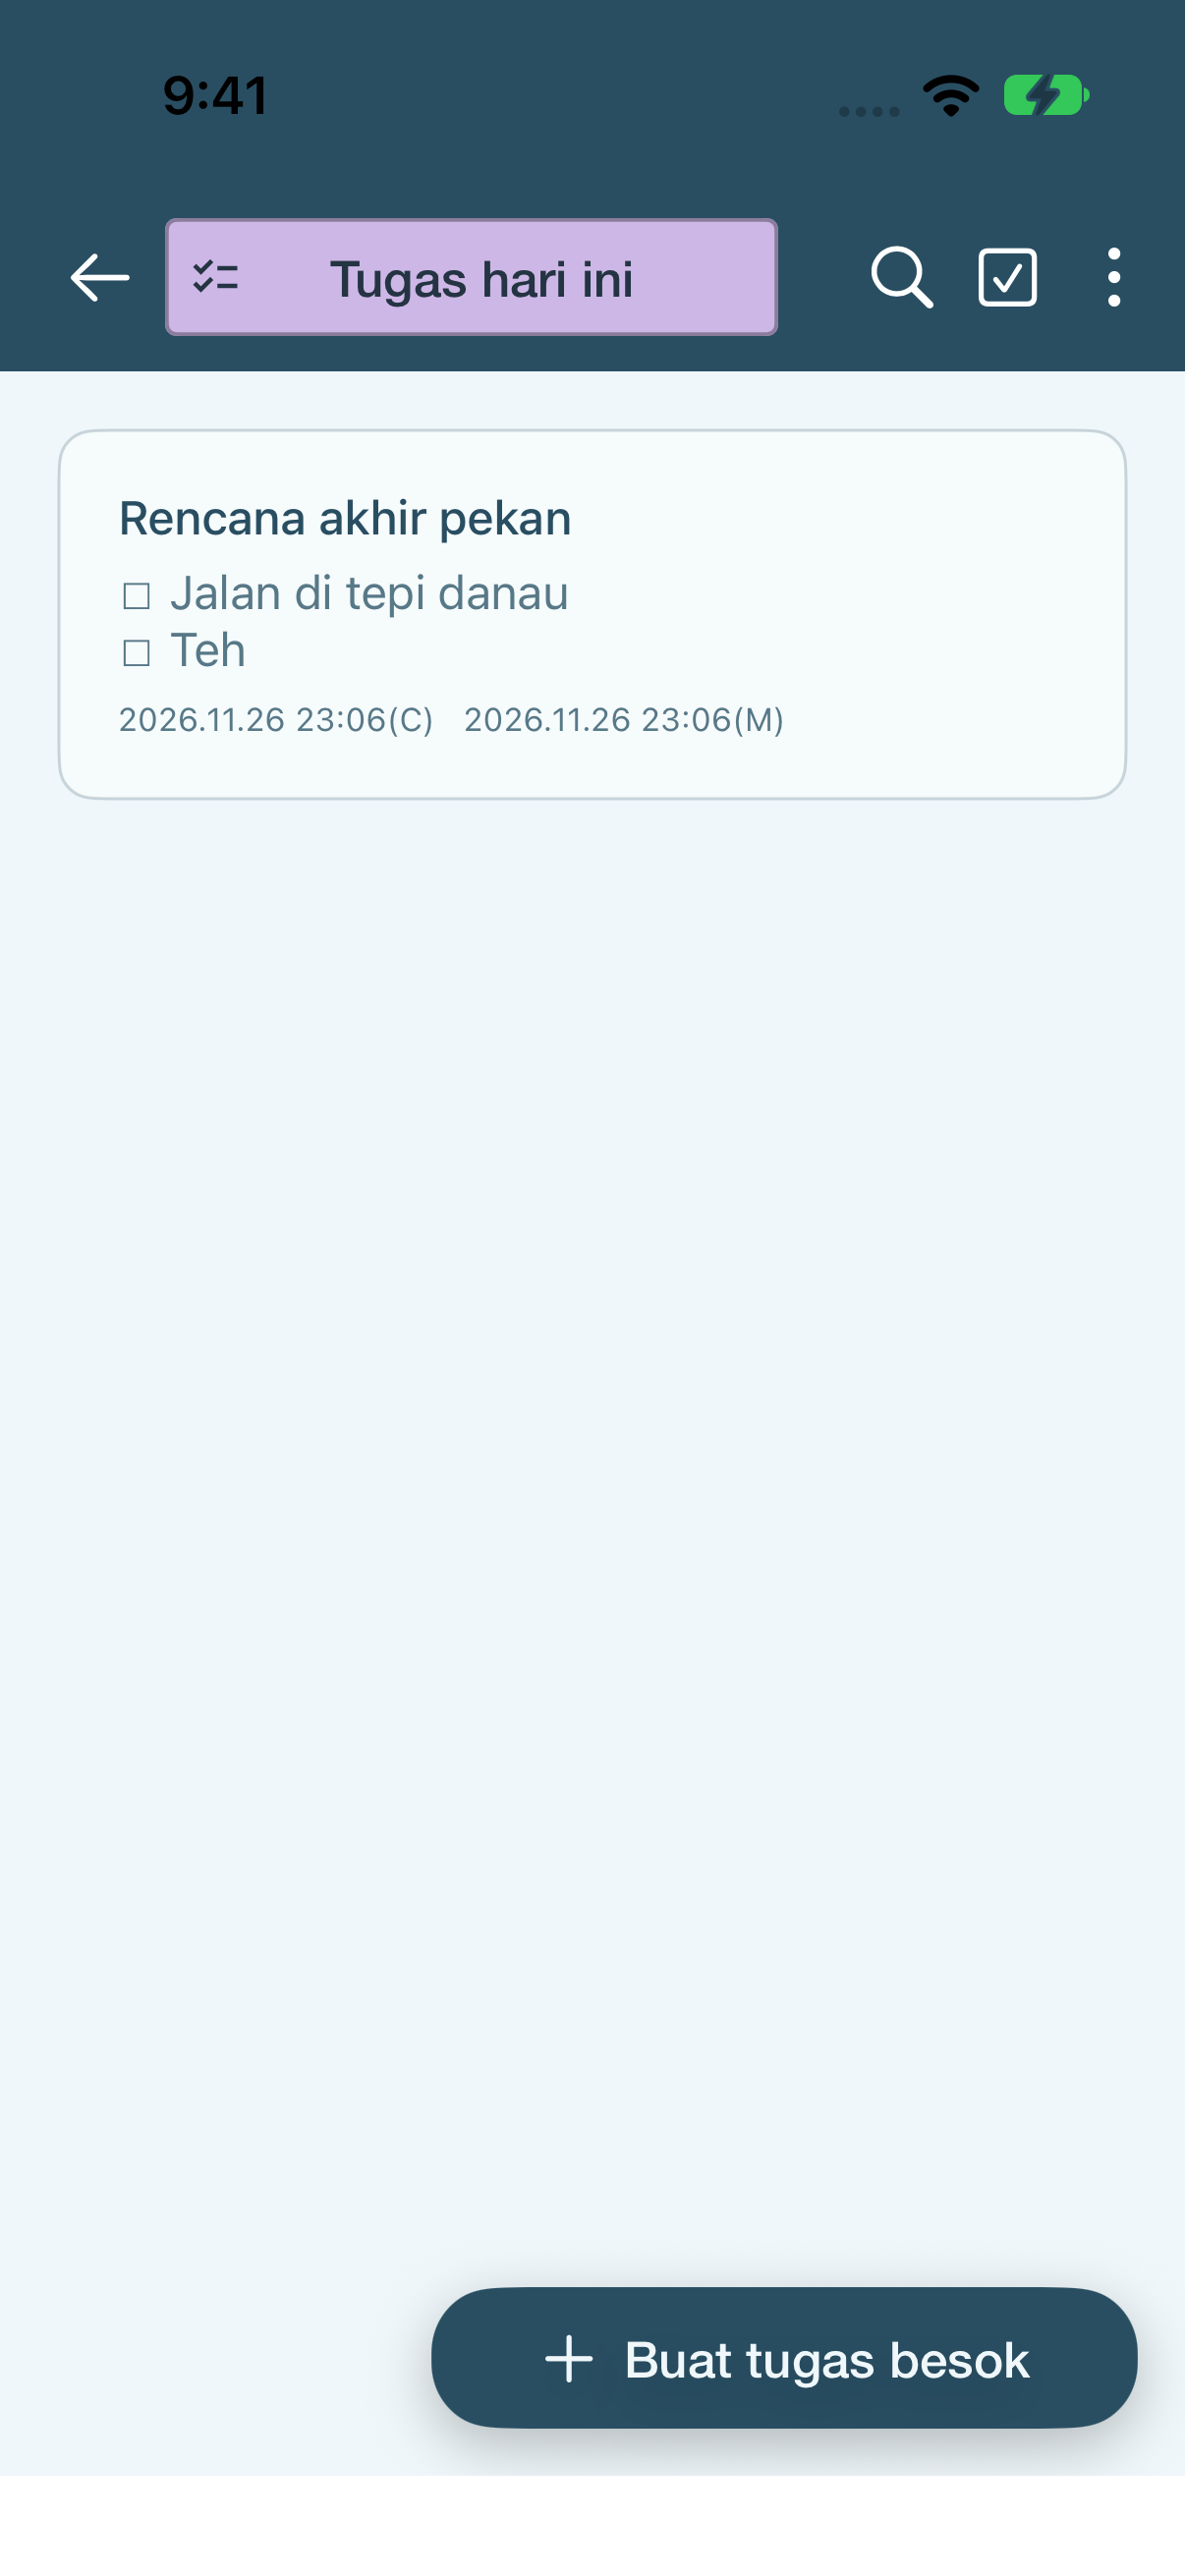 9:41
Tugas hari ini
Rencana akhir pekan
☐ Jalan di tepi danau
☐ Teh
2026.11.26 23:06(C) 2026.11.26 23:06(M)
Buat tugas besok